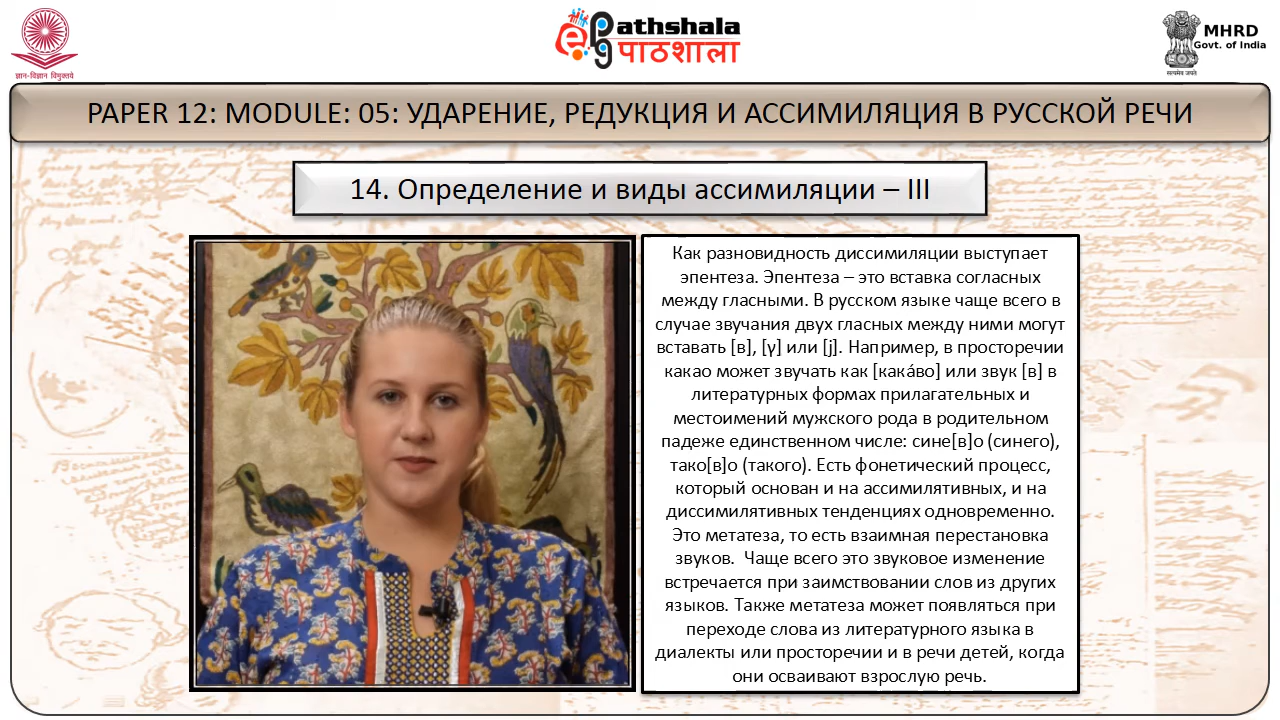 ज्ञान-विज्ञान विमुक्तये
ePathshala
पाठशाला
सत्यमेव जयते
MHRD
Govt. of India
PAPER 12: MODULE: 05: УДАРЕНИЕ, РЕДУКЦИЯ И АССИМИЛЯЦИЯ В РУССКОЙ РЕЧИ
14. Определение и виды ассимиляции – III
Как разновидность диссимиляции выступает
эпентеза. Эпентеза – это вставка согласных
между гласными. В русском языке чаще всего в
случае звучания двух гласных между ними могут
вставать [в], [γ] или [j]. Например, в просторечии
какао может звучать как [какáво] или звук [в] в
литературных формах прилагательных и
местоимений мужского рода в родительном
падеже единственном числе: сине[в]о (синего),
тако[в]о (такого). Есть фонетический процесс,
который основан и на ассимилятивных, и на
диссимилятивных тенденциях одновременно.
Это метатеза, то есть взаимная перестановка
звуков. Чаще всего это звуковое изменение
встречается при заимствовании слов из других
языков. Также метатеза может появляться при
переходе слова из литературного языка в
диалекты или просторечии и в речи детей, когда
они осваивают взрослую речь.